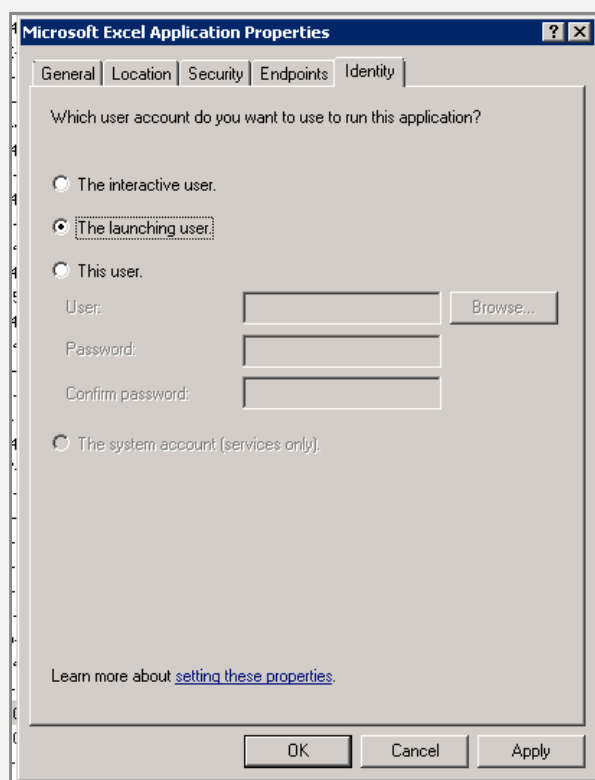 Microsoft Excel Application Properties
General Location Security Endpoints Identity
Which user account do you want to use to run this application?
The interactive user.
The launching user.
This user.
User:
Browse...
Password:
Confirm password:
The system account (services only).
Learn more about setting these properties.
OK Cancel Apply